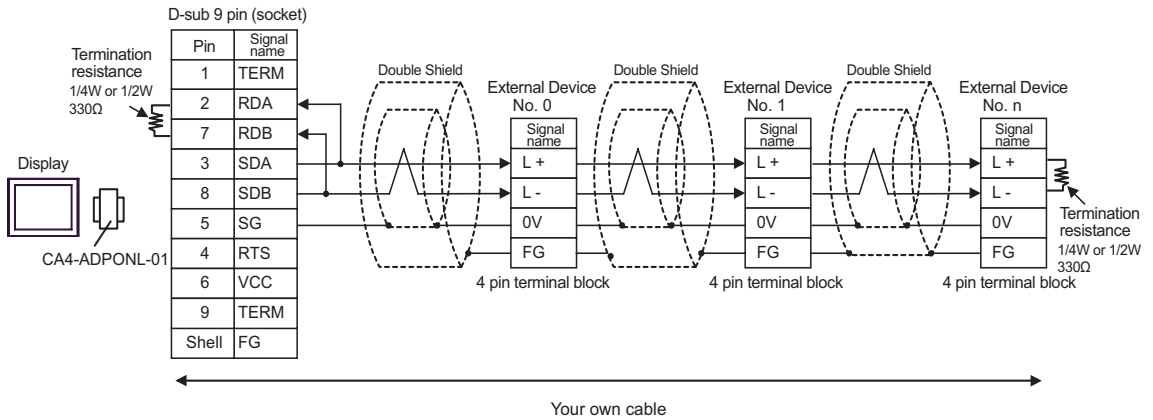 D-sub 9 pin (socket)
Pin Signal name
1 TERM
2 RDA
7 RDB
3 SDA
8 SDB
5 SG
4 RTS
6 VCC
9 TERM
Shell FG
Termination
resistance
1/4W or 1/2W
330Ω
Display
CA4-ADPONL-01
Double Shield
External Device
No. 0
Signal
name
L +
L -
0V
FG
4 pin terminal block
Double Shield
External Device
No. 1
Signal
name
L +
L -
0V
FG
4 pin terminal block
Double Shield
External Device
No. n
Signal
name
L +
L -
0V
FG
4 pin terminal block
Termination
resistance
1/4W or 1/2W
330Ω
Your own cable